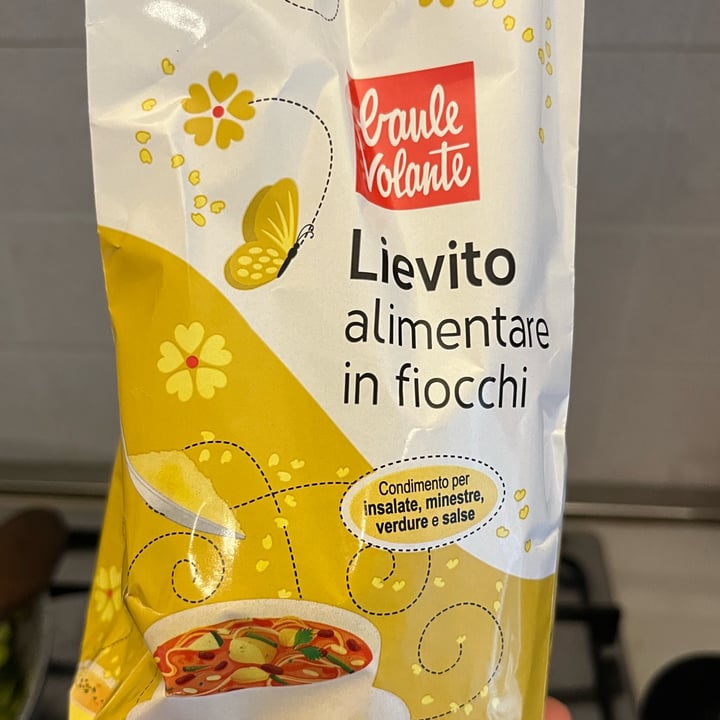 baule
volante
Lievito
alimentare
in fiocchi
Condimento per
insalate, minestre,
verdure e salse